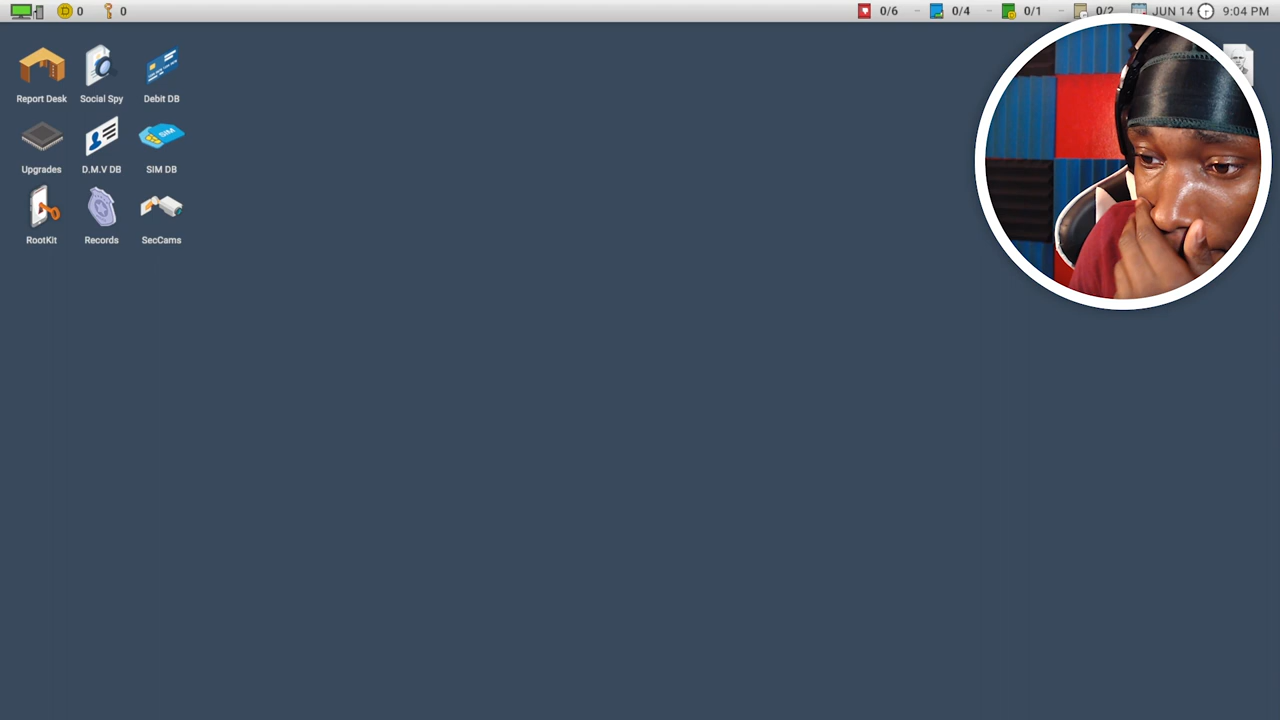 0 0 0/6 0/4 0/1 0/2 JUN 14 9:04 PM
Report Desk Social Spy Debit DB
SIM
Upgrades D.M.V DB SIM DB
RootKit Records SecCams